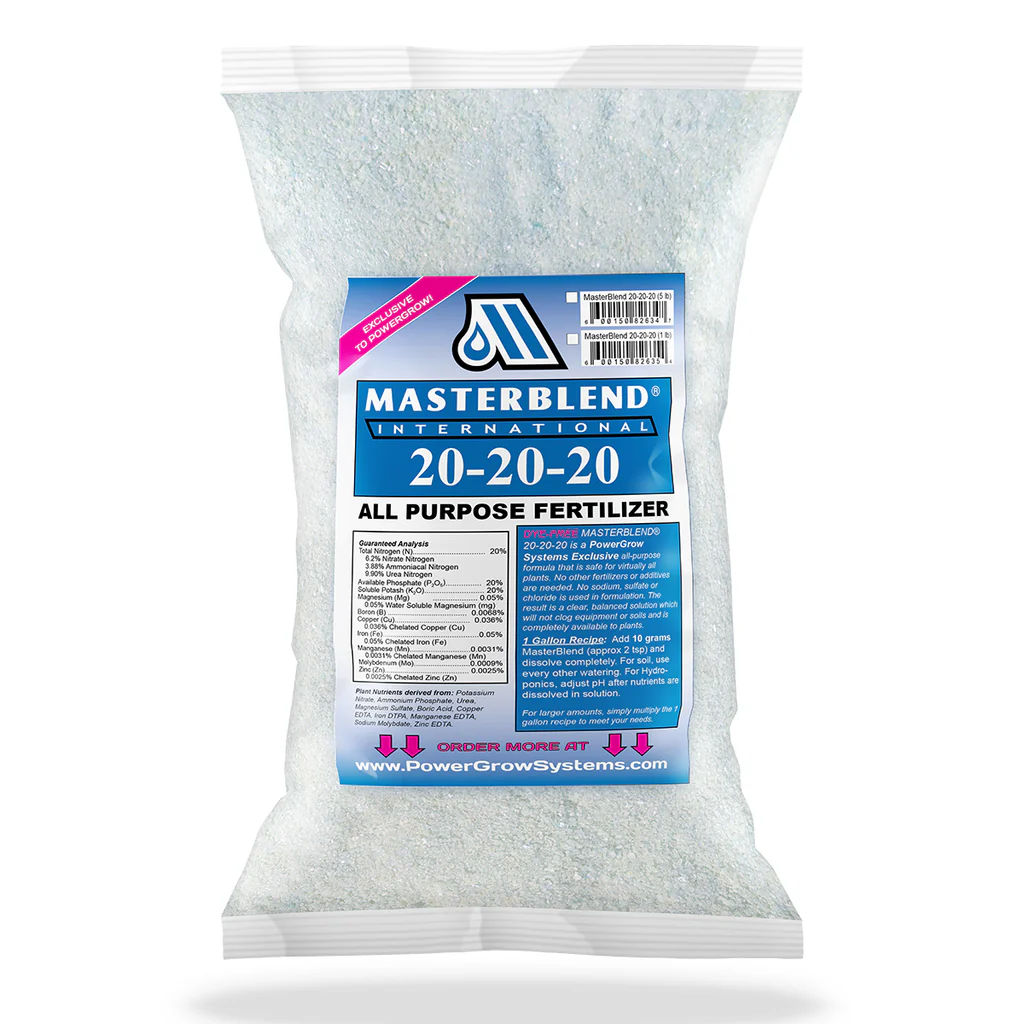 EXCLUSIVE
TO POWERGROW!
MasterBlend 20-20-20 (5 lb)
6 00150 82634 7
MasterBlend 20-20-20 (1 lb)
6 00150 82635 4
MASTERBLEND®
INTERNATIONAL
20-20-20
ALL PURPOSE FERTILIZER
Guaranteed Analysis
Total Nitrogen (N) 20%
6.2% Nitrate Nitrogen
3.88% Ammoniacal Nitrogen
9.90% Urea Nitrogen
Available Phosphate (P₂O₅) 20%
Soluble Potash (K₂O) 20%
Magnesium (Mg) 0.05%
0.05% Water Soluble Magnesium (mg)
Boron (B) 0.0068%
Copper (Cu) 0.036%
0.036% Chelated Copper (Cu)
Iron (Fe) 0.05%
0.05% Chelated Iron (Fe)
Manganese (Mn) 0.0031%
0.0031% Chelated Manganese (Mn)
Molybdenum (Mo) 0.0009%
Zinc (Zn) 0.0025%
0.0025% Chelated Zinc (Zn)
Plant Nutrients derived from: Potassium
Nitrate, Ammonium Phosphate, Urea,
Magnesium Sulfate, Boric Acid, Copper
EDTA, Iron DTPA, Manganese EDTA,
Sodium Molybdate, Zinc EDTA.
DYE-FREE MASTERBLEND®
20-20-20 is a PowerGrow
Systems Exclusive all-purpose
formula that is safe for virtually all
plants. No other fertilizers or additives
are needed. No sodium, sulfate or
chloride is used in formulation. The
result is a clear, balanced solution which
will not clog equipment or soils and is
completely available to plants.
1 Gallon Recipe: Add 10 grams
MasterBlend (approx 2 tsp) and
dissolve completely. For soil, use
every other watering. For Hydro-
ponics, adjust pH after nutrients are
dissolved in solution.
For larger amounts, simply multiply the 1
gallon recipe to meet your needs.
ORDER MORE AT
www.PowerGrowSystems.com